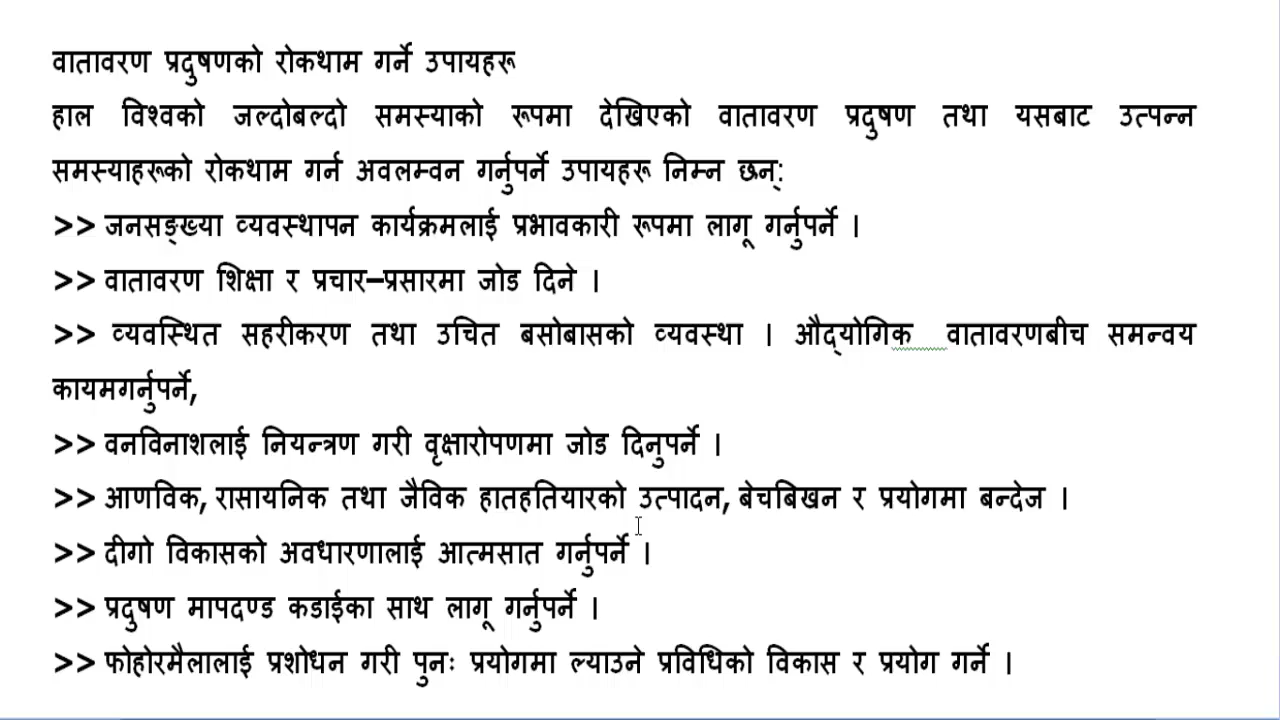 वातावरण प्रदुषणको रोकथाम गर्ने उपायहरू
हाल विश्वको जल्दोबल्दो समस्याको रूपमा देखिएको वातावरण प्रदुषण तथा यसबाट उत्पन्न
समस्याहरूको रोकथाम गर्न अवलम्वन गर्नुपर्ने उपायहरू निम्न छन्:
>> जनसङ्ख्या व्यवस्थापन कार्यक्रमलाई प्रभावकारी रूपमा लागू गर्नुपर्ने ।
>> वातावरण शिक्षा र प्रचार–प्रसारमा जोड दिने ।
>> व्यवस्थित सहरीकरण तथा उचित बसोबासको व्यवस्था । औद्योगिक वातावरणबीच समन्वय
कायमगर्नुपर्ने,
>> वनविनाशलाई नियन्त्रण गरी वृक्षारोपणमा जोड दिनुपर्ने ।
>> आणविक, रासायनिक तथा जैविक हातहतियारको उत्पादन, बेचबिखन र प्रयोगमा बन्देज ।
>> दीगो विकासको अवधारणालाई आत्मसात गर्नुपर्ने ।
>> प्रदुषण मापदण्ड कडाईका साथ लागू गर्नुपर्ने ।
>> फोहोरमैलालाई प्रशोधन गरी पुनः प्रयोगमा ल्याउने प्रविधिको विकास र प्रयोग गर्ने ।